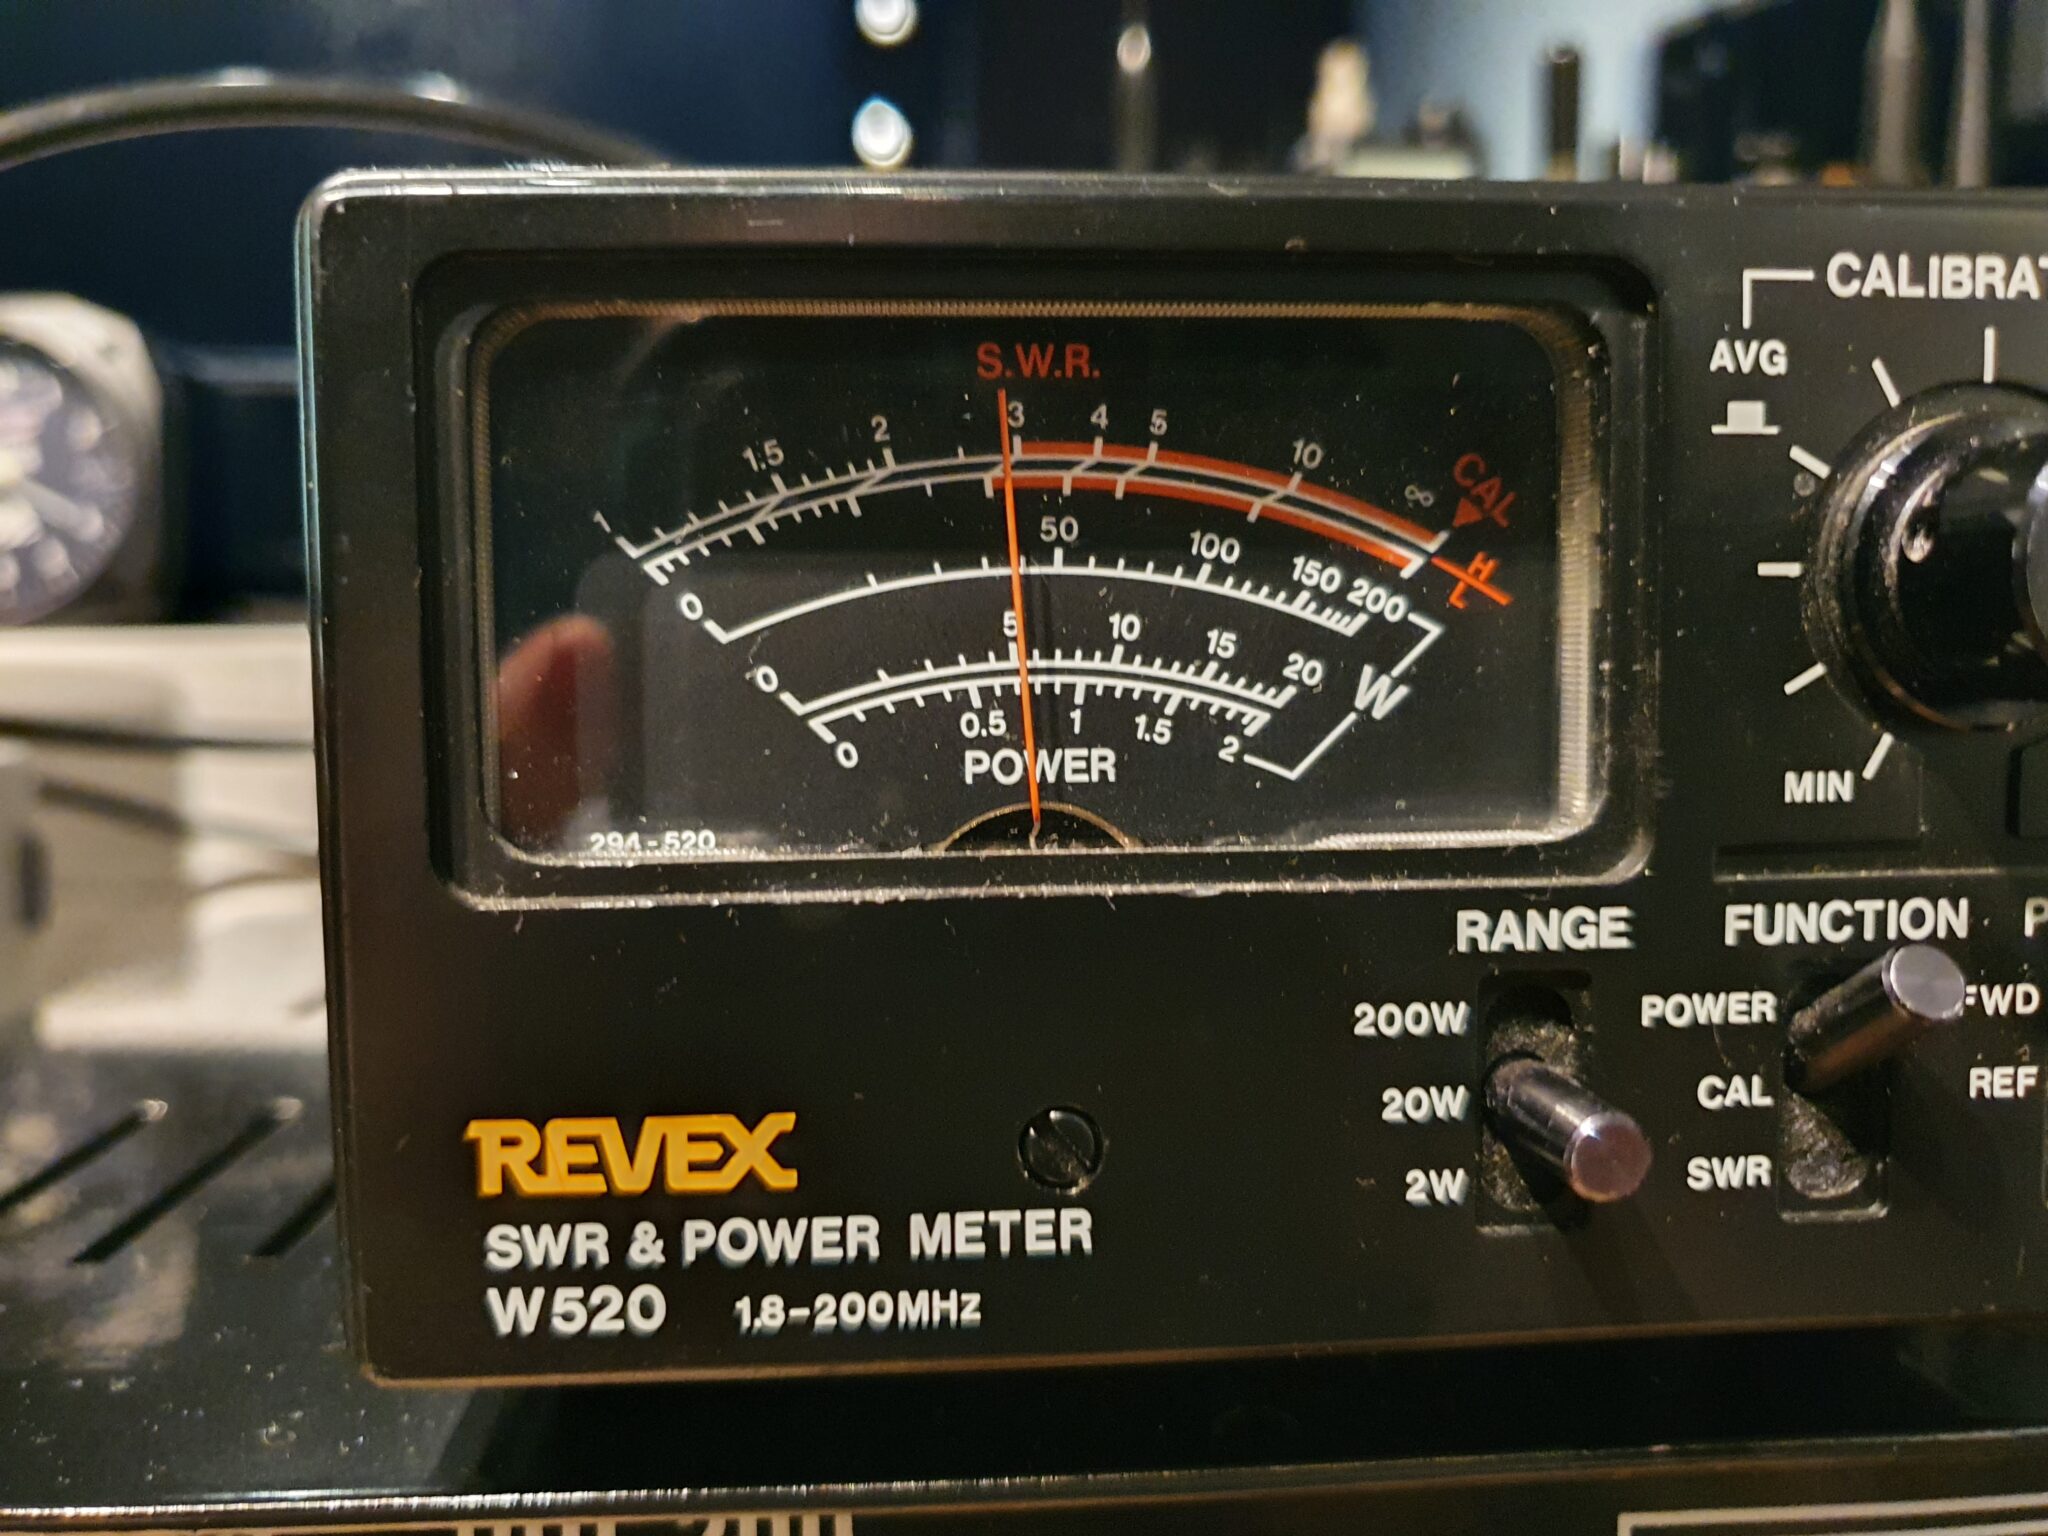 S.W.R.
1 1.5 2 3 4 5 10 ∞ CAL
H
L
0 50 100 150 200
0 5 10 15 20
W
0 0.5 1 1.5 2
POWER
294-520
AVG
MIN
RANGE
200W
20W
2W
FUNCTION
POWER
CAL
SWR
FWD
REF
REVEX
SWR & POWER METER
W520 1.8-200MHz